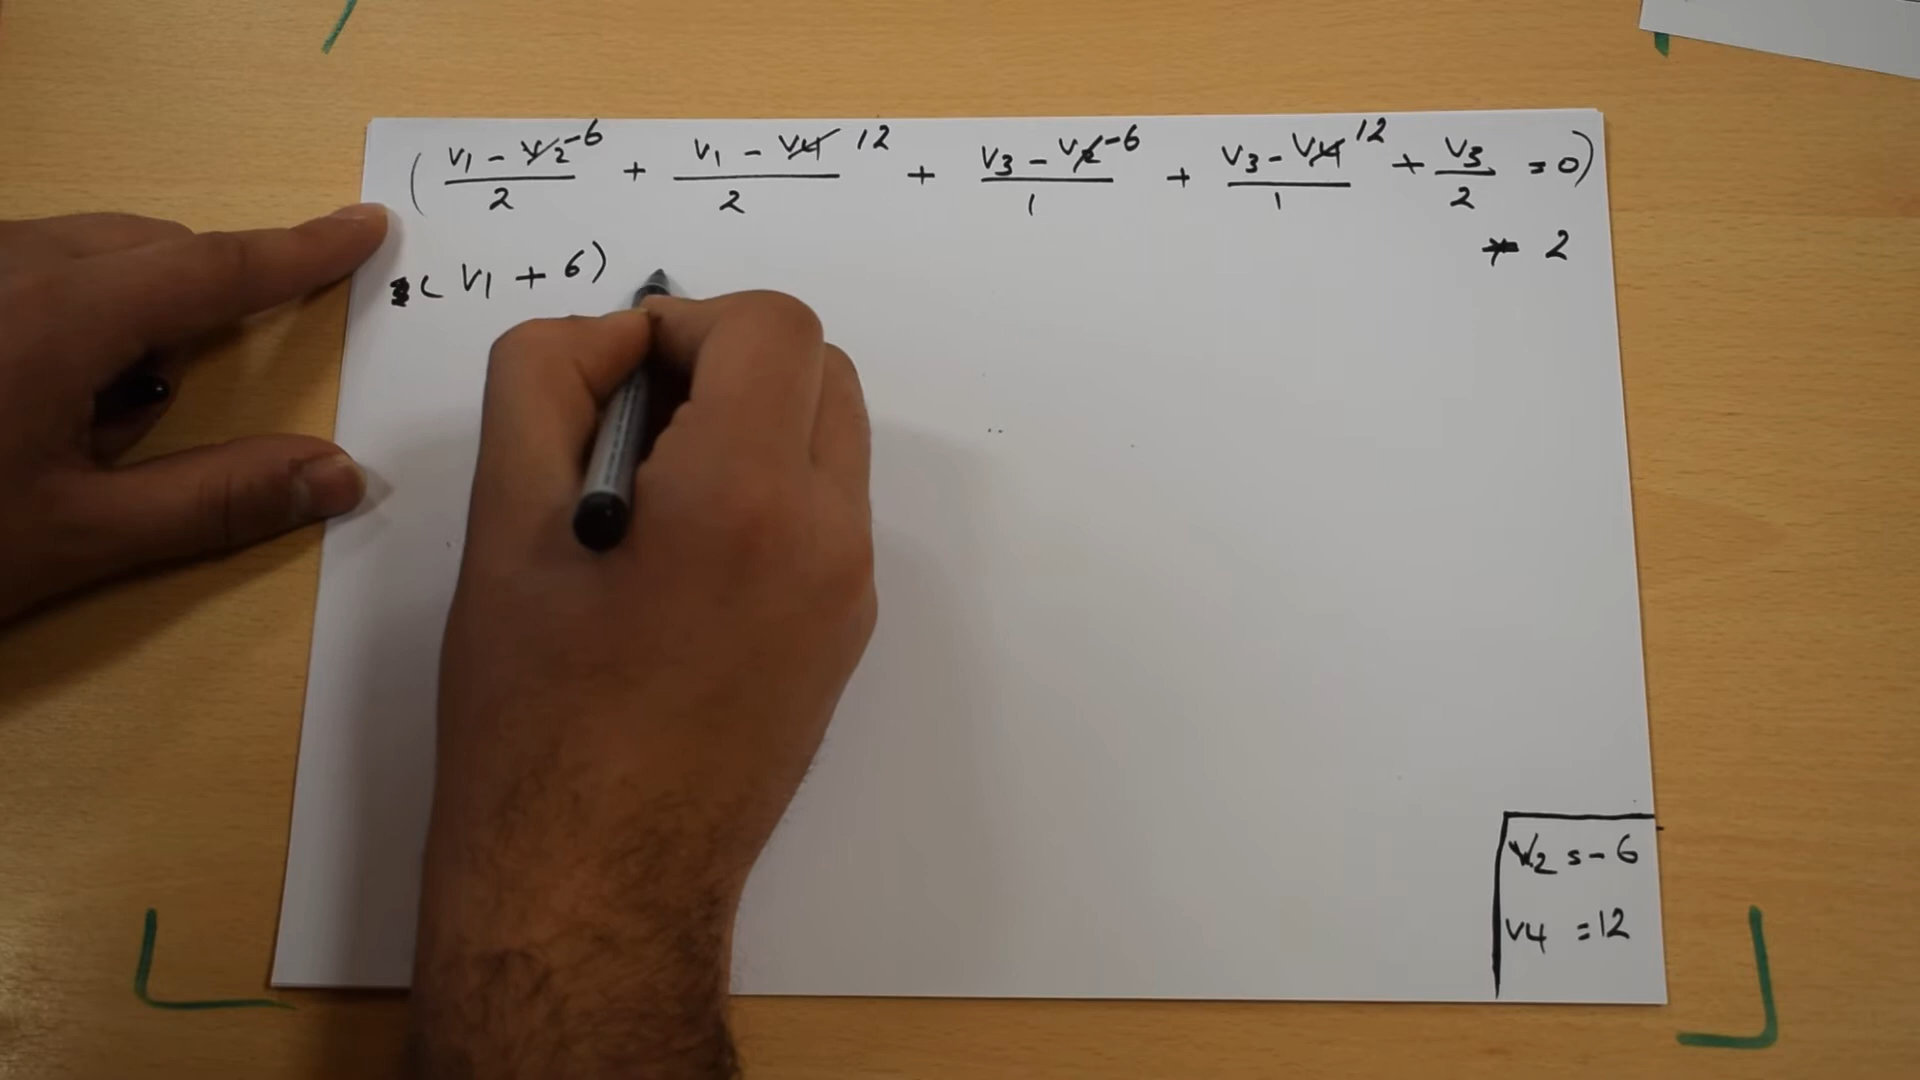 ( V1 - V2 -6 / 2 + V1 - V4 12 / 2 + V3 - V2 -6 / 1 + V3 - V4 12 / 1 + V3 / 2 = 0 )
* 2
( V1 + 6 )
V2 = -6
V4 = 12